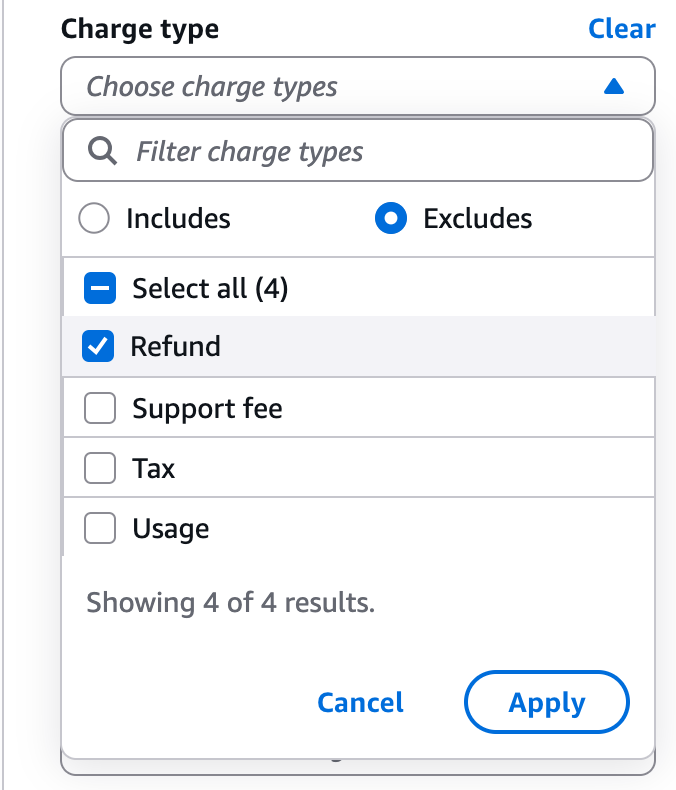 Charge type Clear
Choose charge types
Filter charge types
Includes Excludes
Select all (4)
Refund
Support fee
Tax
Usage
Showing 4 of 4 results.
Cancel Apply